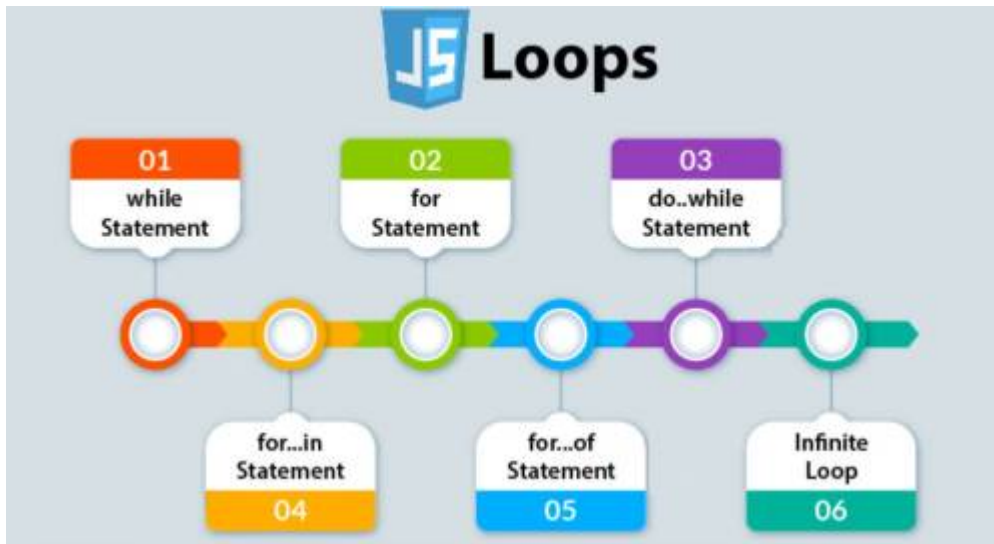 JS Loops
01
while
Statement
02
for
Statement
03
do..while
Statement
for...in
Statement
04
for...of
Statement
05
Infinite
Loop
06